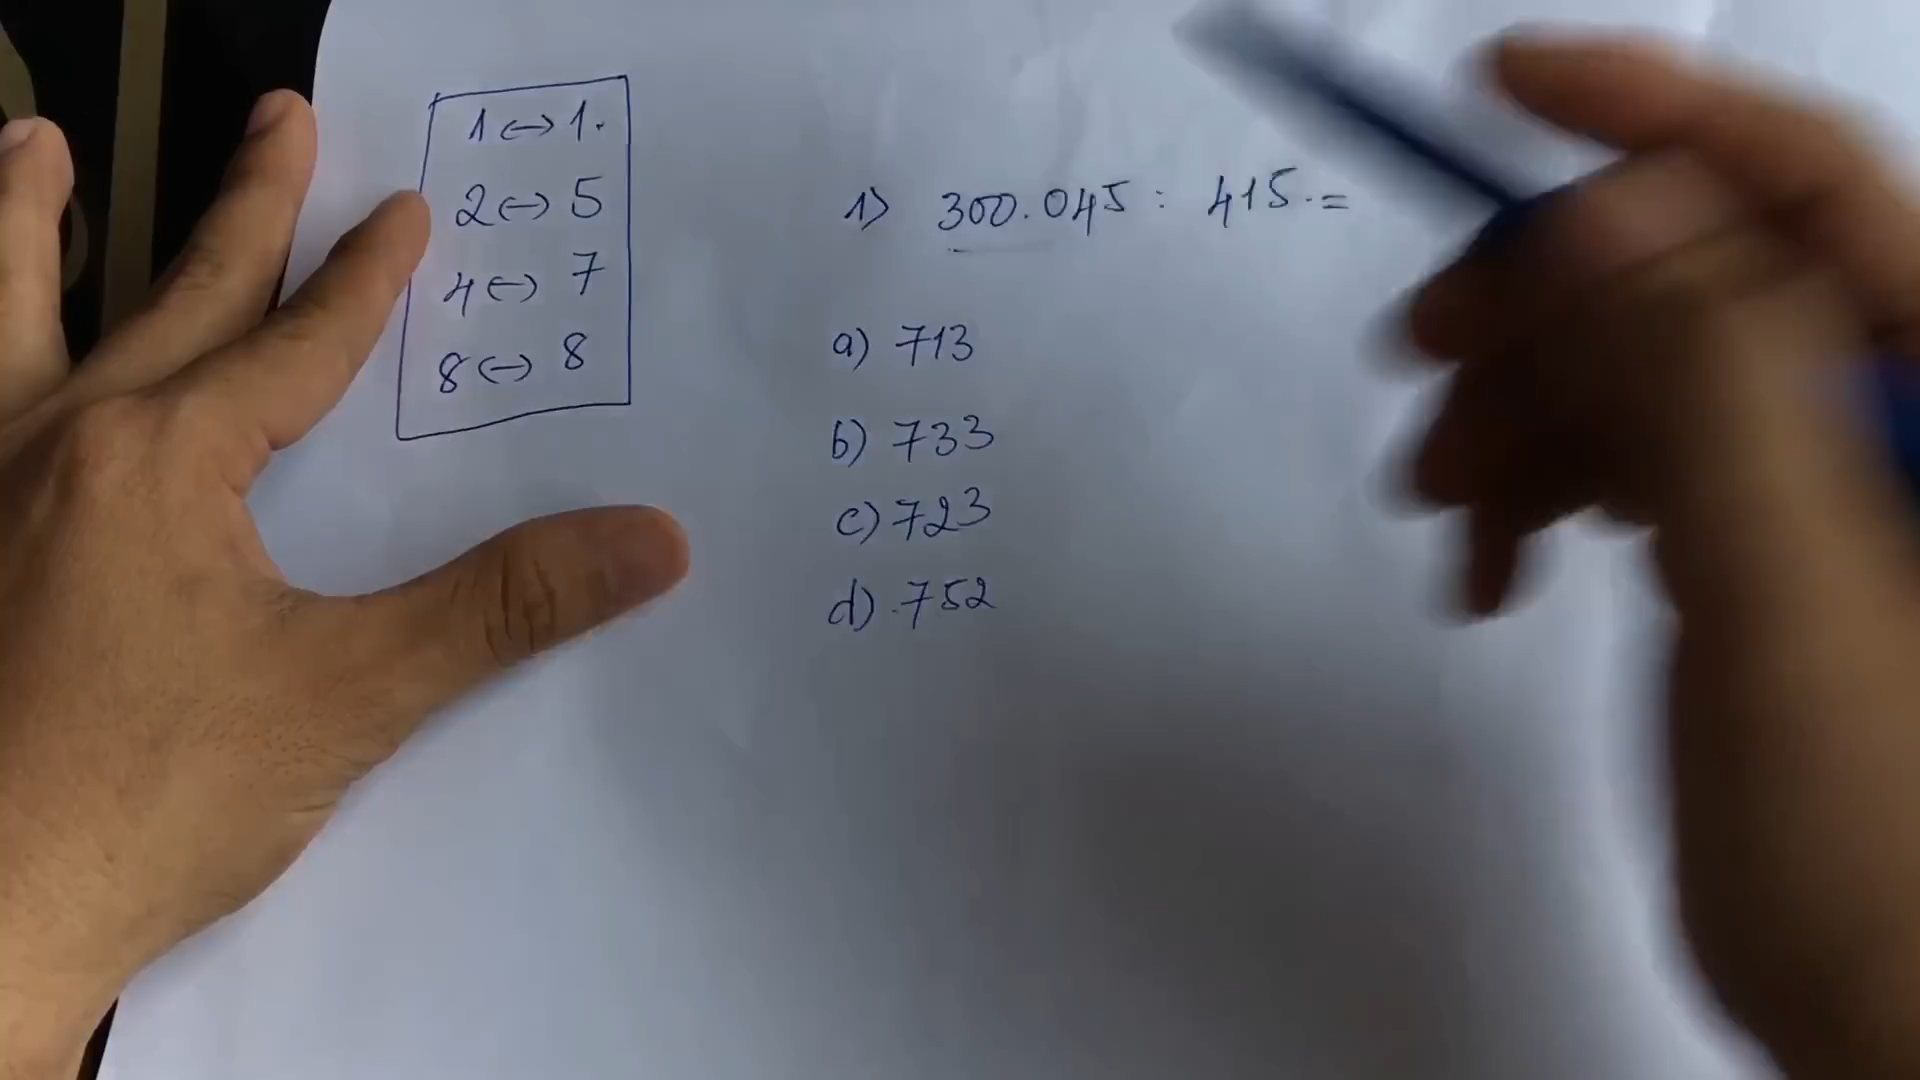 1 ↔ 1.
2 ↔ 5
4 ↔ 7
8 ↔ 8
1) 300.045 : 415. =
a) 713
b) 733
c) 723
d) .752